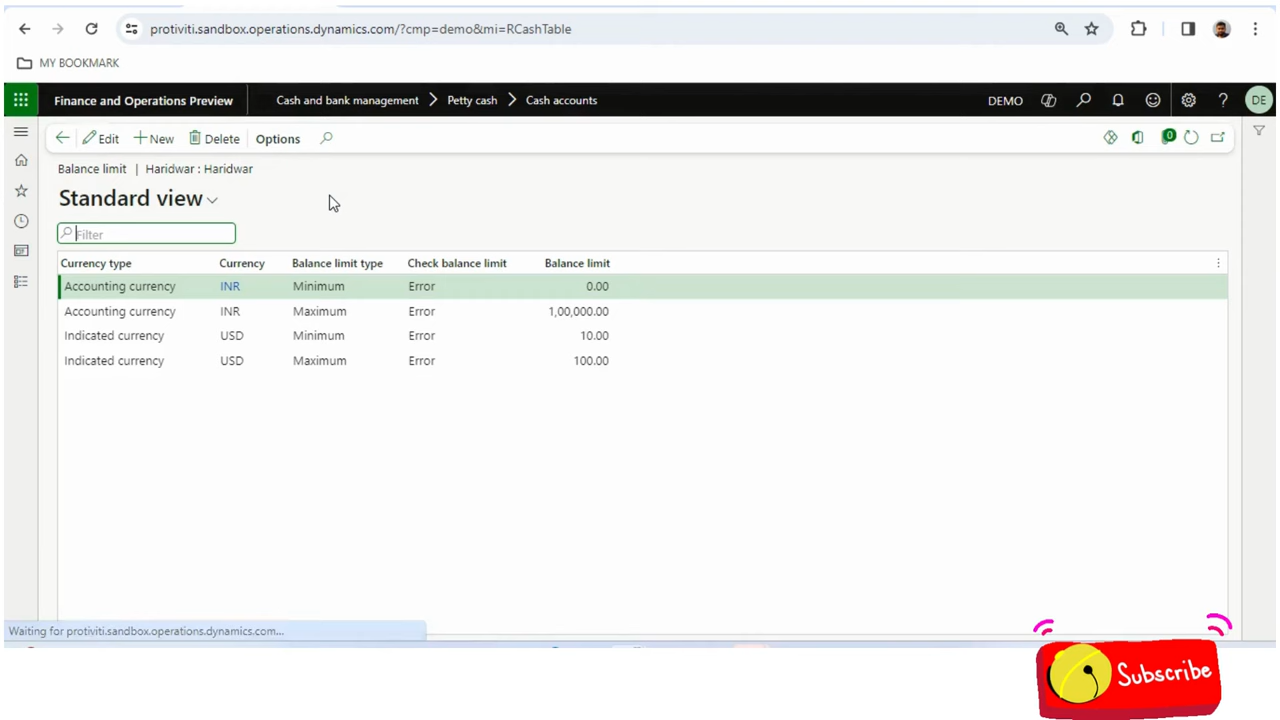 protiviti.sandbox.operations.dynamics.com/?cmp=demo&mi=RCashTable
MY BOOKMARK
Finance and Operations Preview Cash and bank management Petty cash Cash accounts DEMO ? DE
Edit New Delete Options 0
Balance limit | Haridwar : Haridwar
Standard view
Filter
Currency type Currency Balance limit type Check balance limit Balance limit
Accounting currency INR Minimum Error 0.00
Accounting currency INR Maximum Error 1,00,000.00
Indicated currency USD Minimum Error 10.00
Indicated currency USD Maximum Error 100.00
Waiting for protiviti.sandbox.operations.dynamics.com...
Subscribe